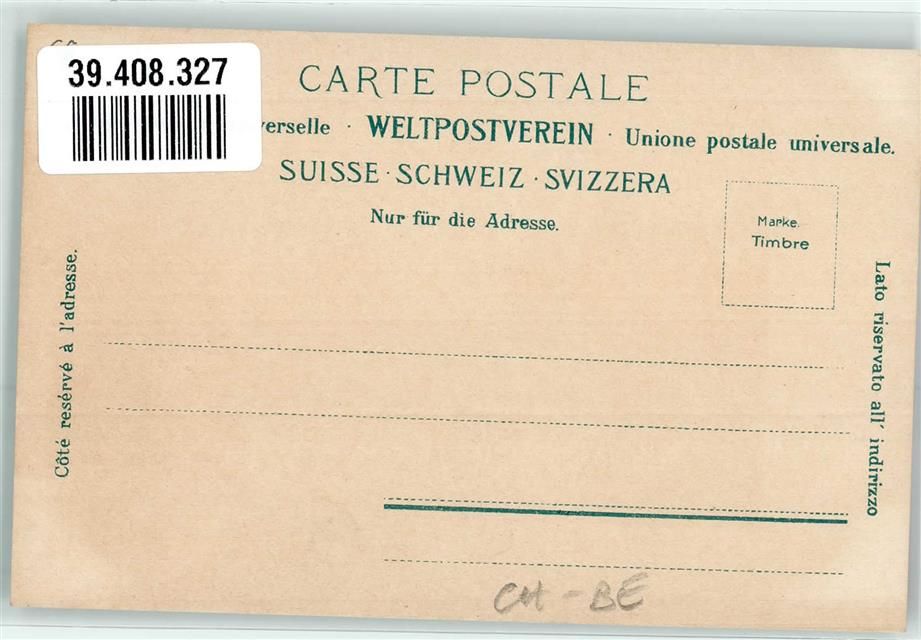 39.408.327
CARTE POSTALE
verselle · WELTPOSTVEREIN · Unione postale universale.
SUISSE · SCHWEIZ · SVIZZERA
Nur für die Adresse.
Marke.
Timbre
Côté resérvé à l'adresse.
Lato riservato all' indirizzo
CH - BE